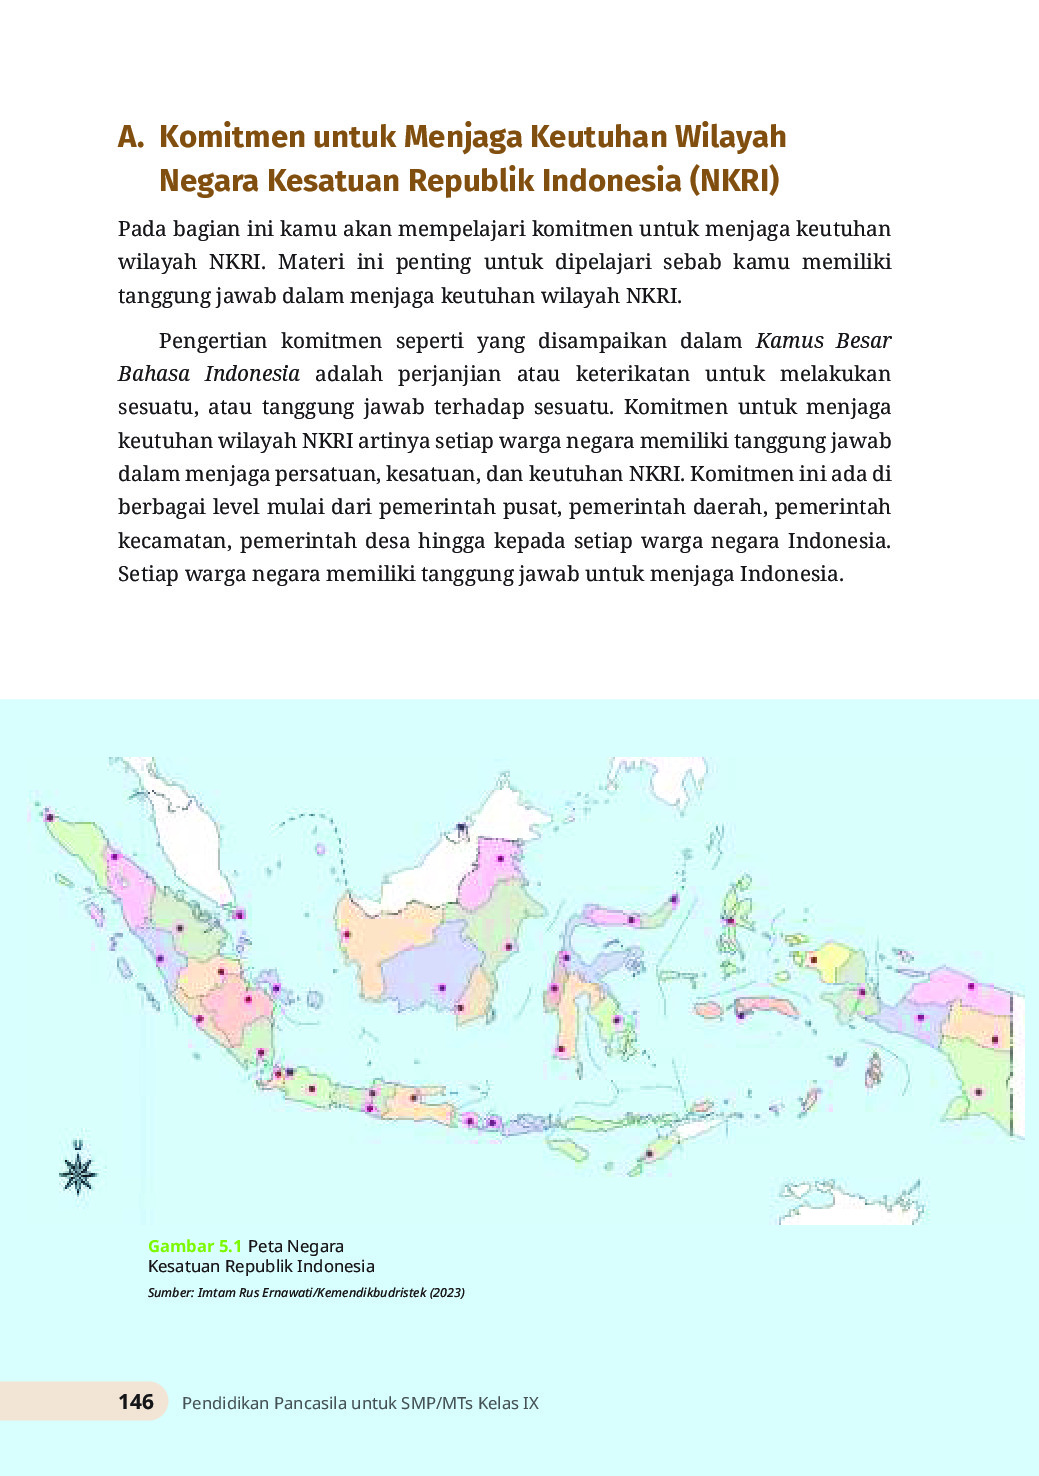 A. Komitmen untuk Menjaga Keutuhan Wilayah
Negara Kesatuan Republik Indonesia (NKRI)
Pada bagian ini kamu akan mempelajari komitmen untuk menjaga keutuhan
wilayah NKRI. Materi ini penting untuk dipelajari sebab kamu memiliki
tanggung jawab dalam menjaga keutuhan wilayah NKRI.
Pengertian komitmen seperti yang disampaikan dalam Kamus Besar
Bahasa Indonesia adalah perjanjian atau keterikatan untuk melakukan
sesuatu, atau tanggung jawab terhadap sesuatu. Komitmen untuk menjaga
keutuhan wilayah NKRI artinya setiap warga negara memiliki tanggung jawab
dalam menjaga persatuan, kesatuan, dan keutuhan NKRI. Komitmen ini ada di
berbagai level mulai dari pemerintah pusat, pemerintah daerah, pemerintah
kecamatan, pemerintah desa hingga kepada setiap warga negara Indonesia.
Setiap warga negara memiliki tanggung jawab untuk menjaga Indonesia.
U
Gambar 5.1 Peta Negara
Kesatuan Republik Indonesia
Sumber: Imtam Rus Ernawati/Kemendikbudristek (2023)
146 Pendidikan Pancasila untuk SMP/MTs Kelas IX